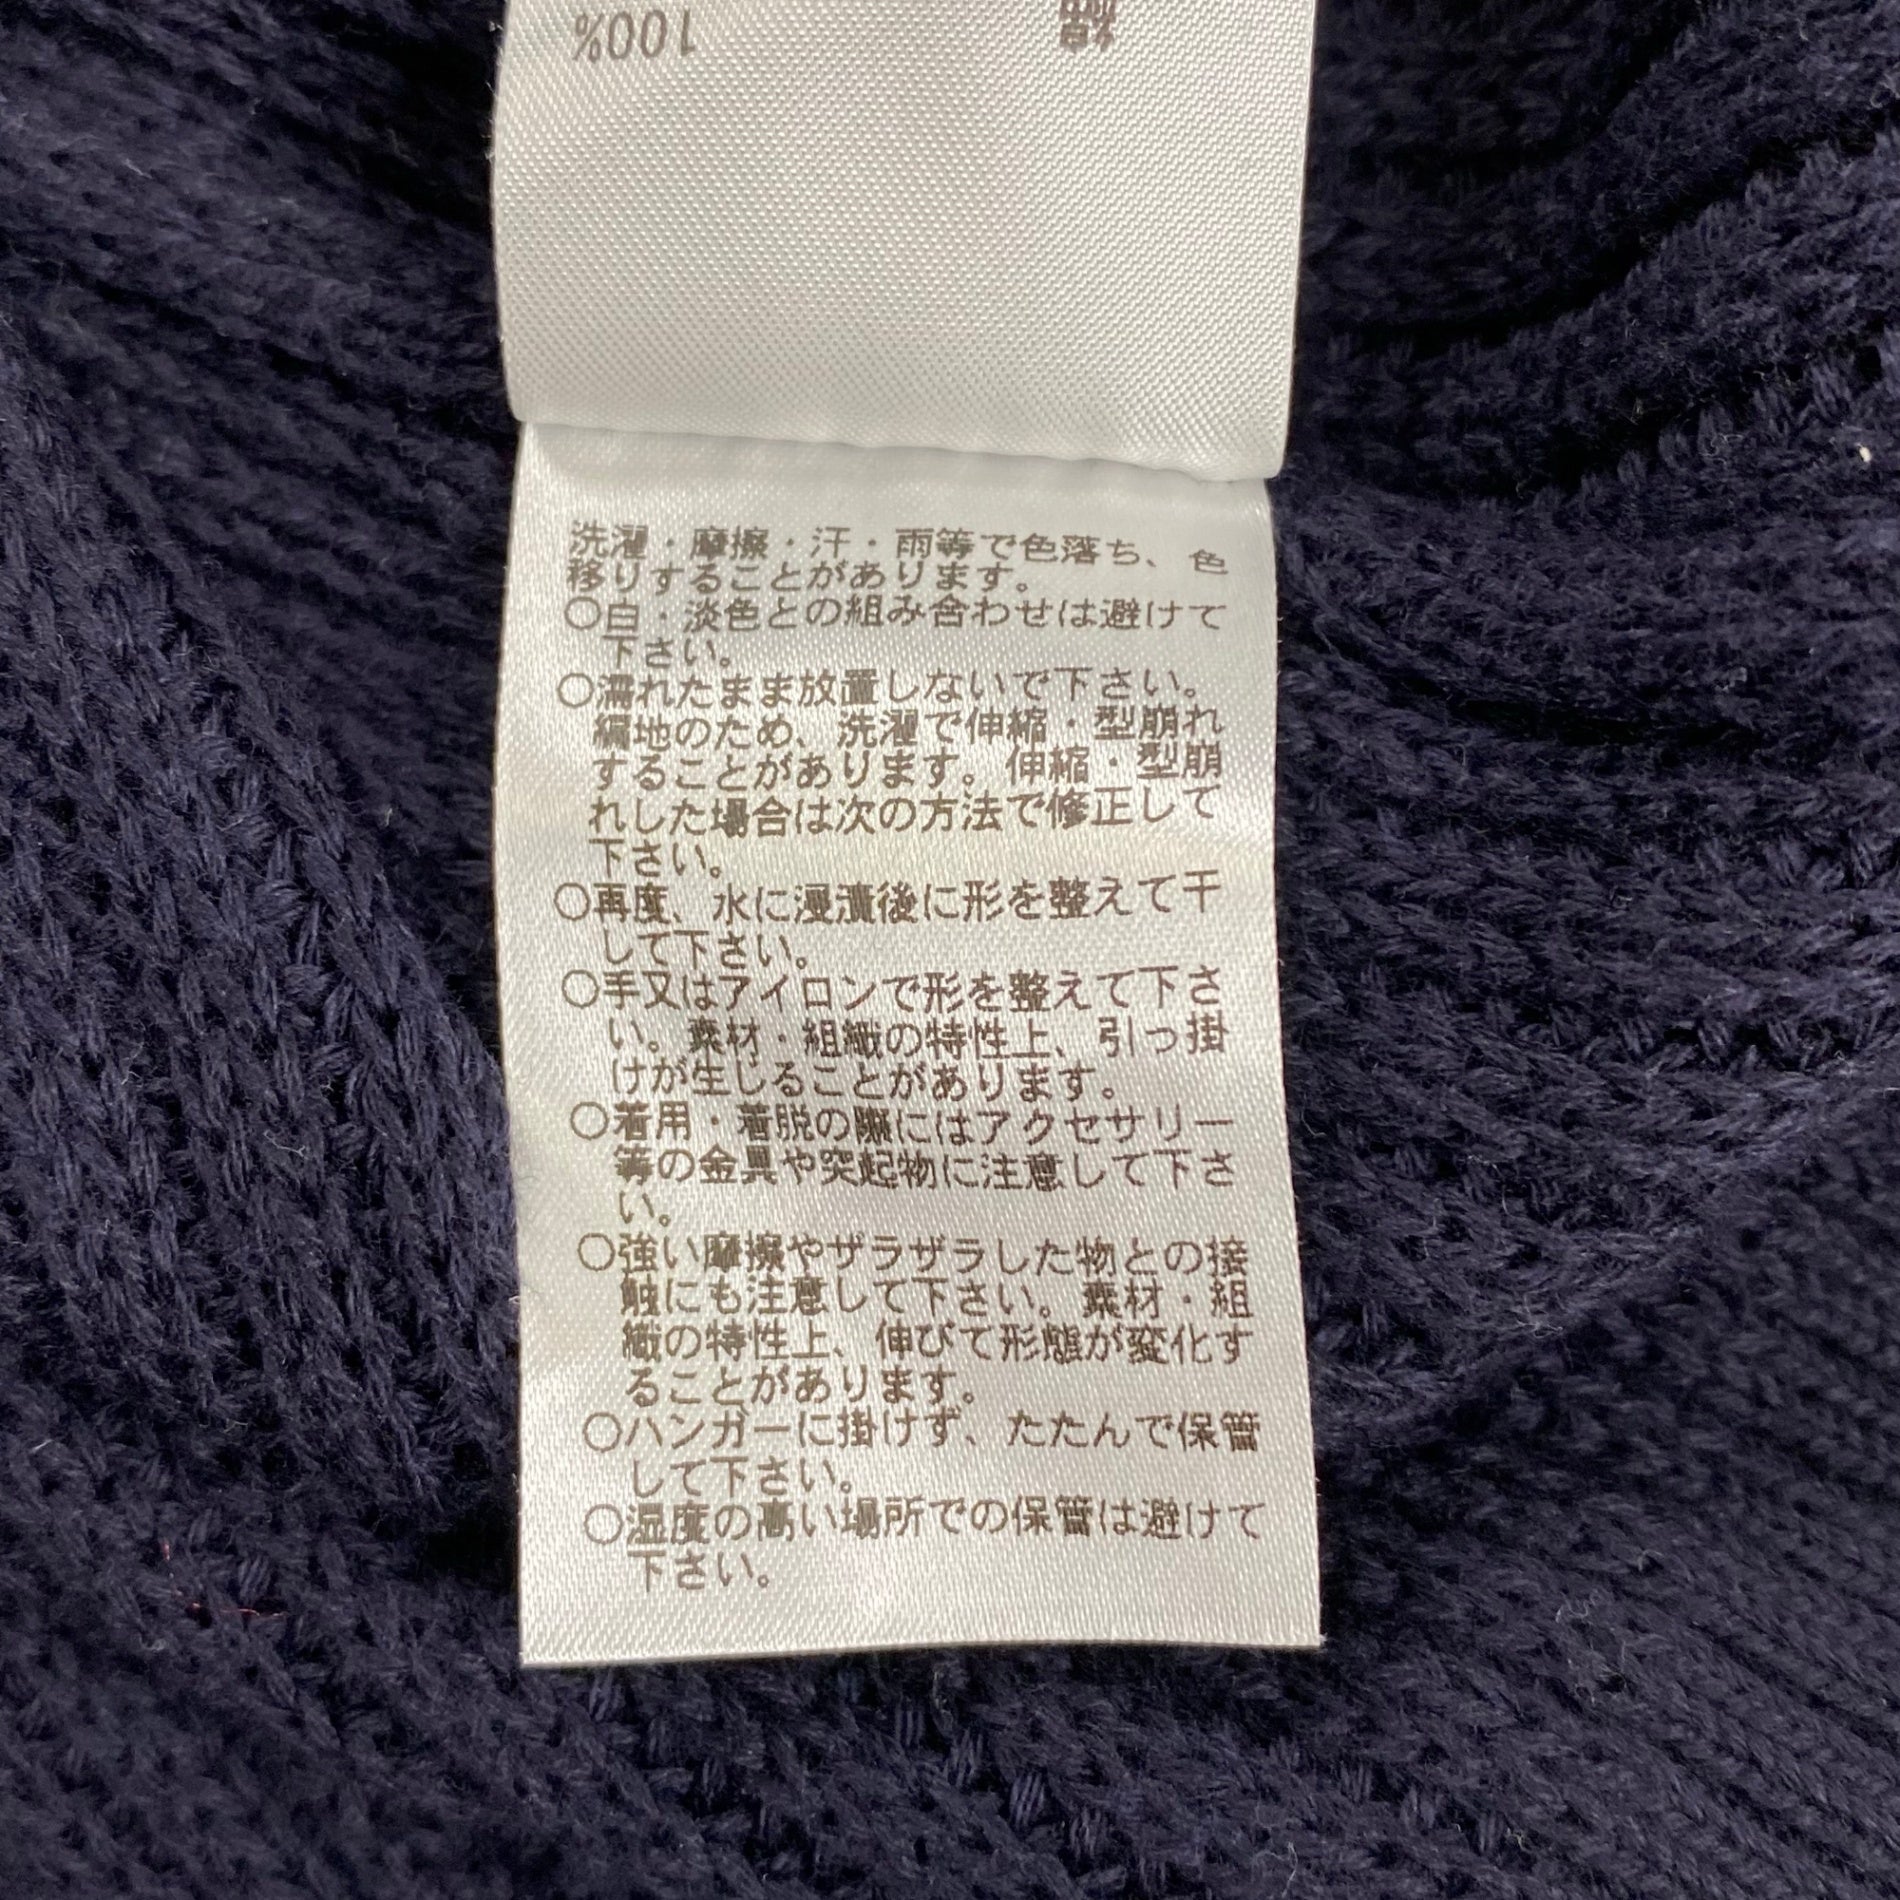 綿 100%
洗濯・摩擦・汗・雨等で色落ち、色
移りすることがあります。
○白・淡色との組み合わせは避けて
下さい。
○濡れたまま放置しないで下さい。
編地のため、洗濯で伸縮・型崩れ
することがあります。伸縮・型崩
れした場合は次の方法で修正して
下さい。
○再度、水に浸漬後に形を整えて干
して下さい。
○手又はアイロンで形を整えて下さ
い。素材・組織の特性上、引っ掛
けが生じることがあります。
○着用・着脱の際にはアクセサリー
等の金具や突起物に注意して下さ
い。
○強い摩擦やザラザラした物との接
触にも注意して下さい。素材・組
織の特性上、伸びて形態が変化す
ることがあります。
○ハンガーに掛けず、たたんで保管
して下さい。
○温度の高い場所での保管は避けて
下さい。